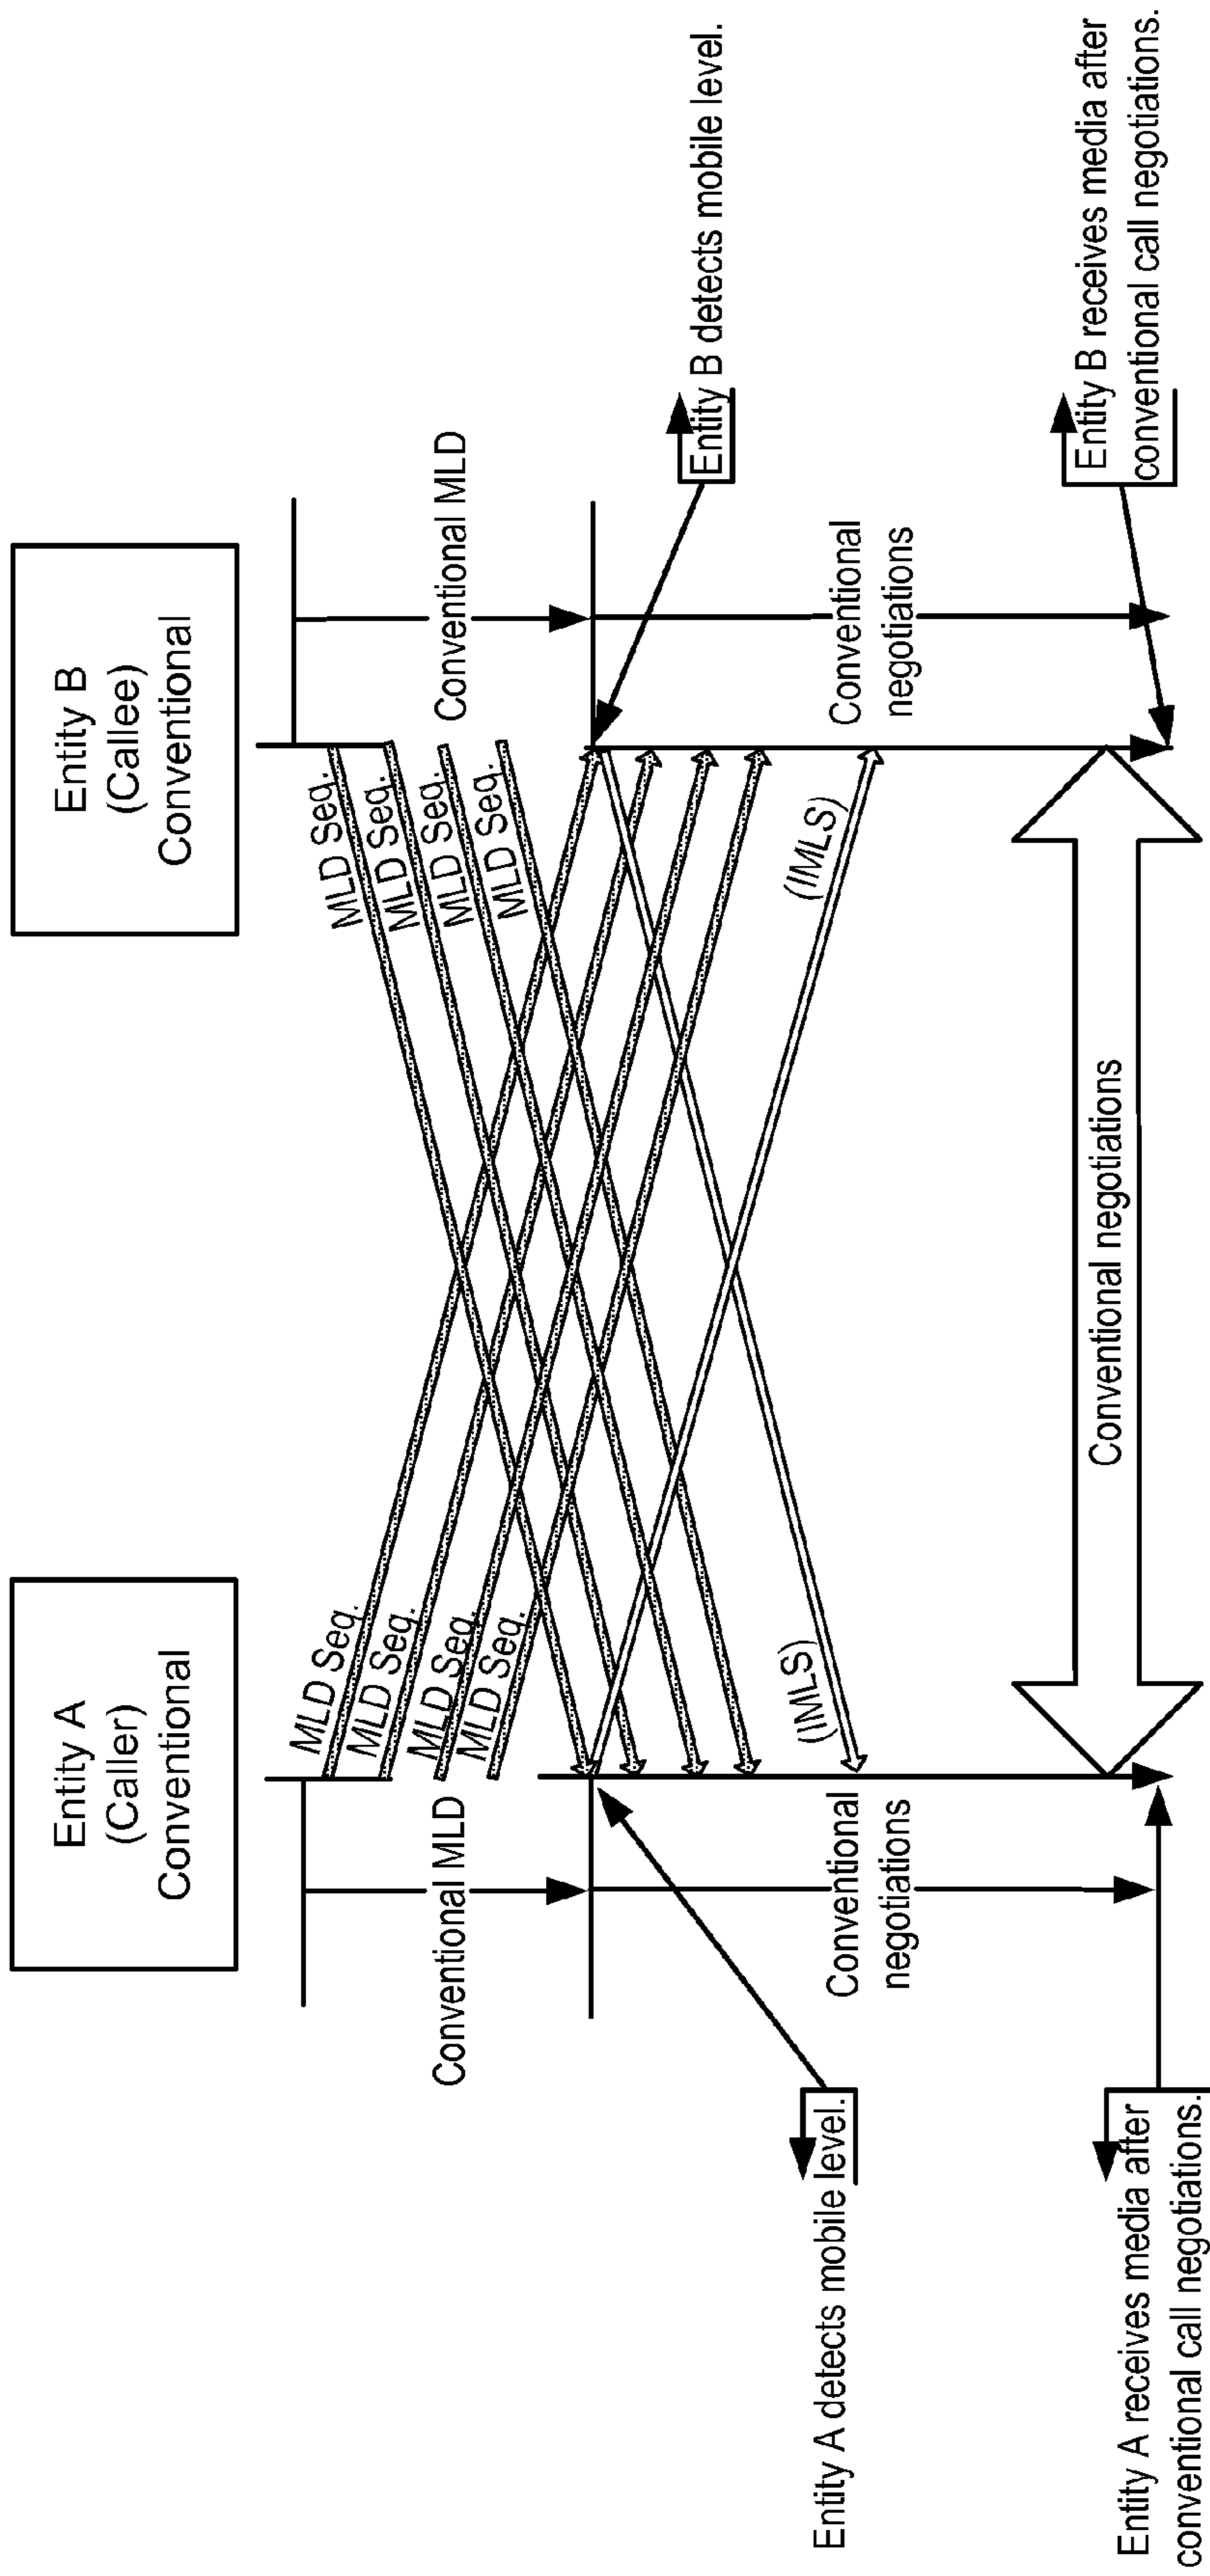 Entity A
(Caller)
Conventional
Entity B
(Callee)
Conventional
MLD Seq.
MLD Seq.
MLD Seq.
MLD Seq.
MLD Seq.
MLD Seq.
MLD Seq.
MLD Seq.
Conventional MLD
Conventional MLD
Entity A detects mobile level.
Entity B detects mobile level.
(IMLS)
(IMLS)
Conventional
negotiations
Conventional
negotiations
Conventional negotiations
Entity A receives media after
conventional call negotiations.
Entity B receives media after
conventional call negotiations.